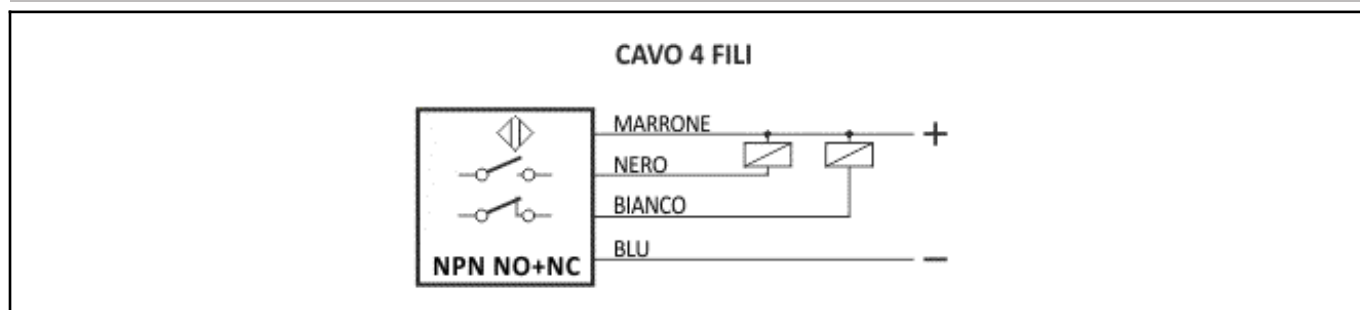 CAVO 4 FILI
MARRONE
+
NERO
BIANCO
BLU
−
NPN NO+NC